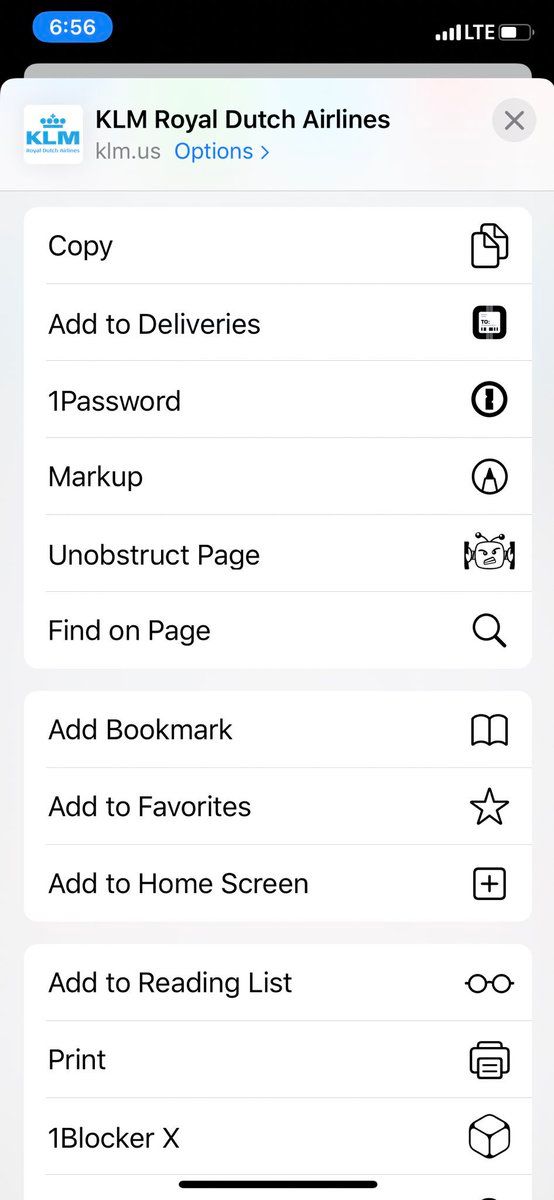 6:56
LTE
KLM
Royal Dutch Airlines
KLM Royal Dutch Airlines
klm.us Options >
Copy
Add to Deliveries
TO:
1Password
Markup
Unobstruct Page
Find on Page
Add Bookmark
Add to Favorites
Add to Home Screen
Add to Reading List
Print
1Blocker X